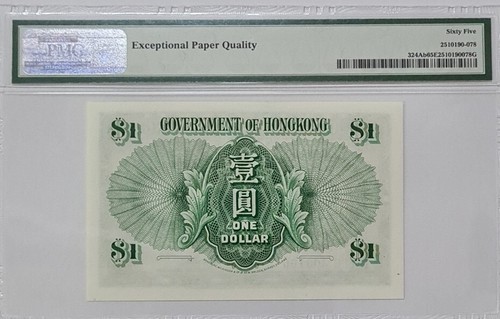 PMG
Exceptional Paper Quality
Sixty Five
2510190-078
324Ab65E2510190078G
GOVERNMENT OF HONGKONG
$1 $1
壹
圓
ONE
DOLLAR
$1 $1